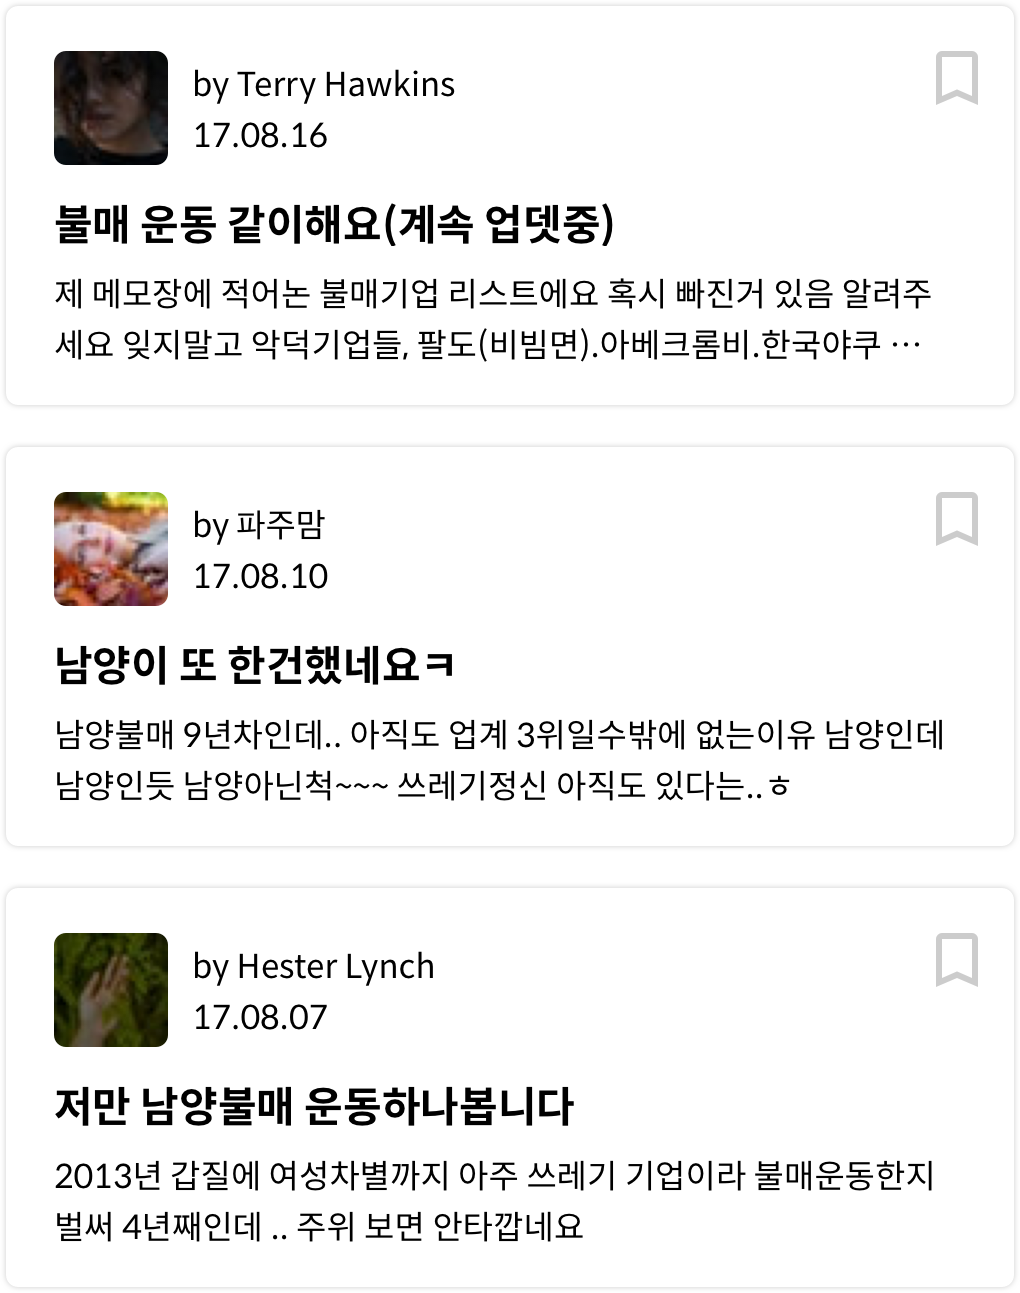 by Terry Hawkins
17.08.16
불매 운동 같이해요(계속 업뎃중)
제 메모장에 적어논 불매기업 리스트에요 혹시 빠진거 있음 알려주
세요 잊지말고 악덕기업들, 팔도(비빔면).아베크롬비.한국야쿠 ⋯
by 파주맘
17.08.10
남양이 또 한건했네요ㅋ
남양불매 9년차인데.. 아직도 업계 3위일수밖에 없는이유 남양인데
남양인듯 남양아닌척~~~ 쓰레기정신 아직도 있다는..ㅎ
by Hester Lynch
17.08.07
저만 남양불매 운동하나봅니다
2013년 갑질에 여성차별까지 아주 쓰레기 기업이라 불매운동한지
벌써 4년째인데 .. 주위 보면 안타깝네요